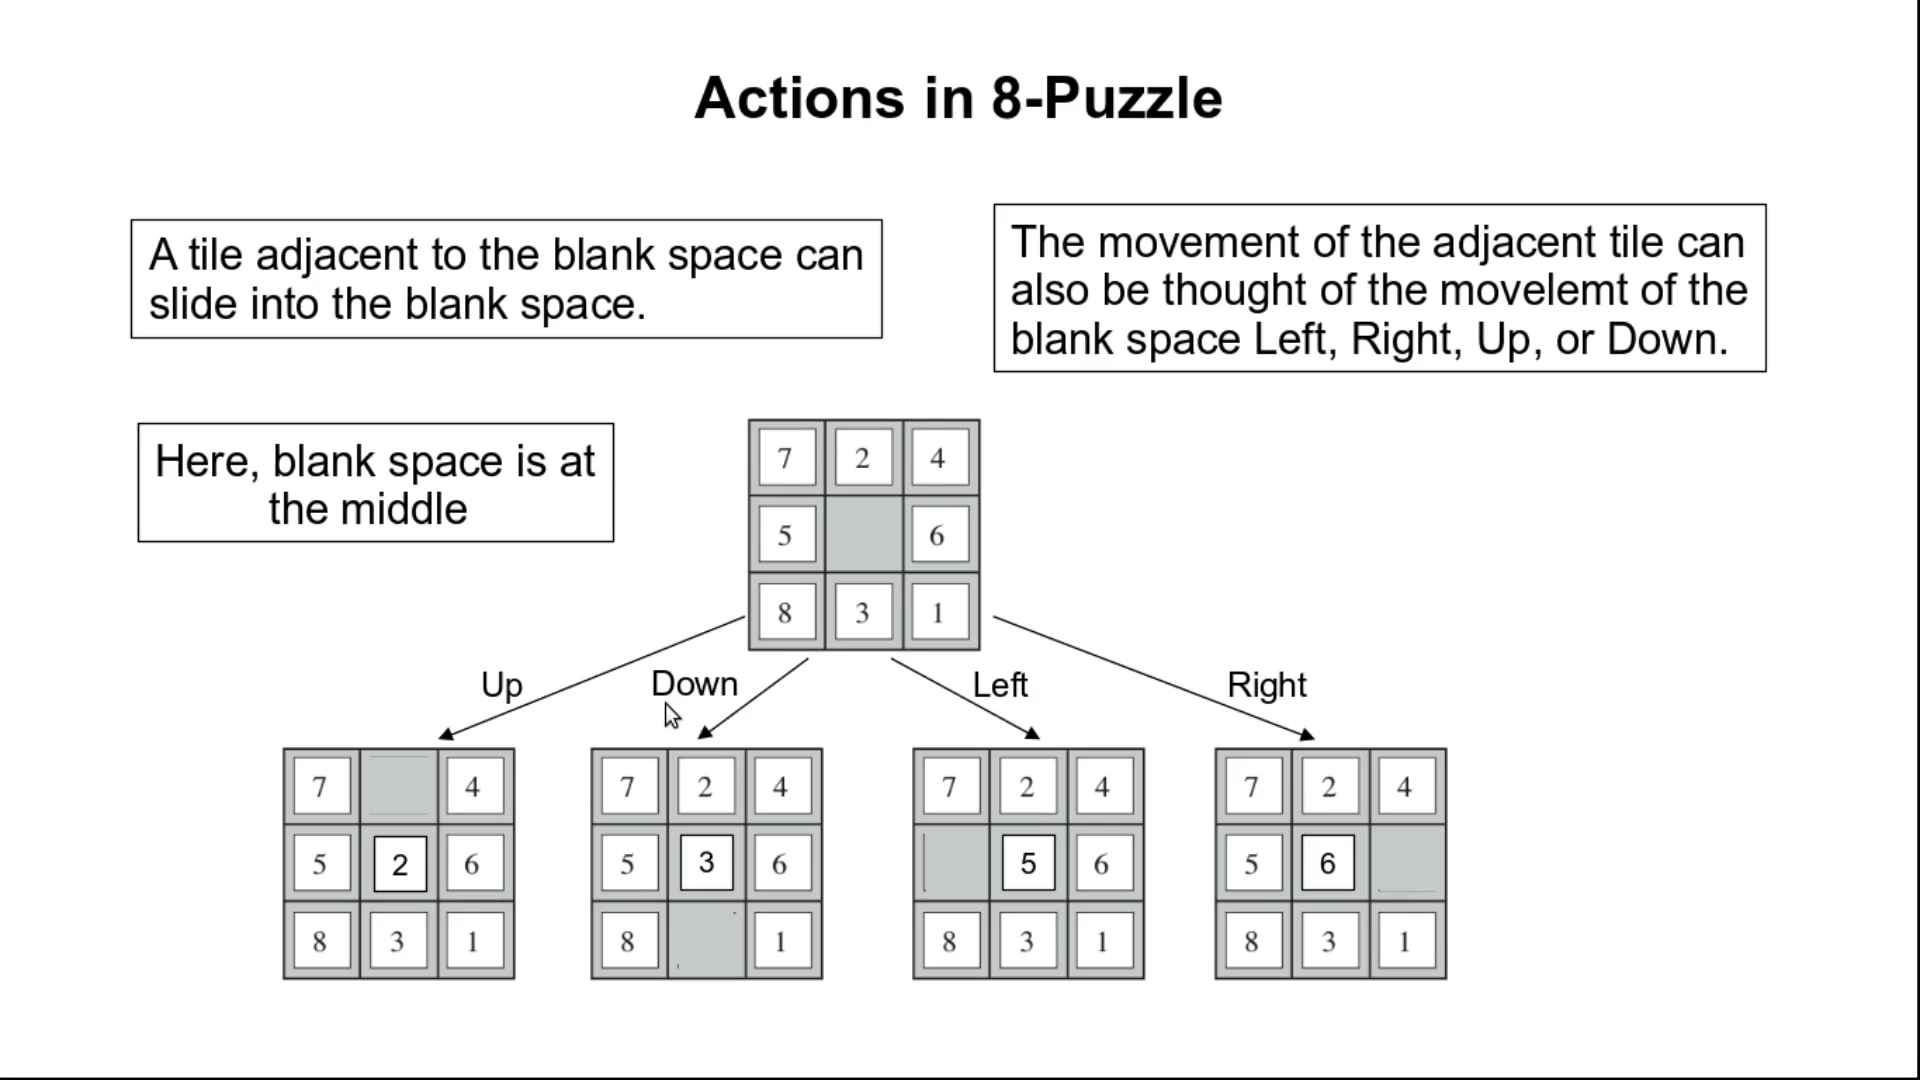 Actions in 8-Puzzle
A tile adjacent to the blank space can
slide into the blank space.
The movement of the adjacent tile can
also be thought of the movelemt of the
blank space Left, Right, Up, or Down.
Here, blank space is at
the middle
7 2 4
5 6
8 3 1
Up Down Left Right
7 4
5 2 6
8 3 1
7 2 4
5 3 6
8 1
7 2 4
5 6
8 3 1
7 2 4
5 6
8 3 1